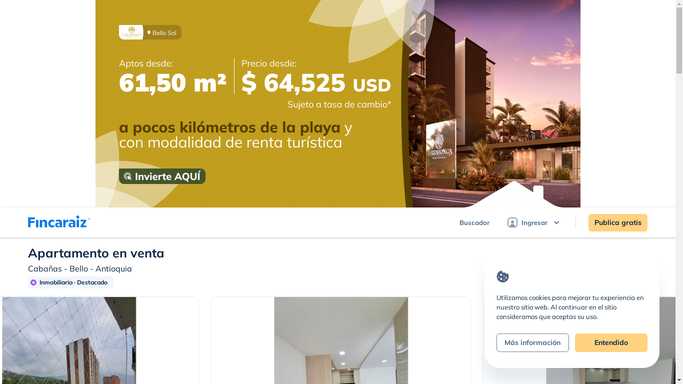 Bello Sol
Aptos desde:
61,50 m²
Precio desde:
$ 64,525 USD
Sujeto a tasa de cambio*
a pocos kilómetros de la playa y
con modalidad de renta turística
Invierte AQUÍ
Fincaraiz
Buscador
Ingresar
Publica gratis
Apartamento en venta
Cabañas - Bello - Antioquia
Inmobiliaria · Destacado
Utilizamos cookies para mejorar tu experiencia en
nuestro sitio web. Al continuar en el sitio
consideramos que aceptas su uso.
Más información
Entendido